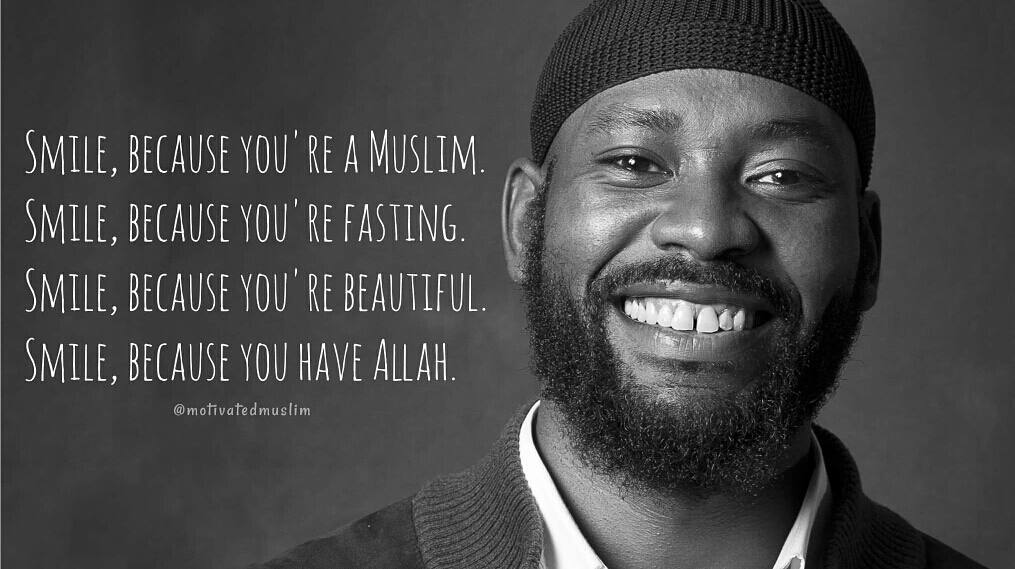 Smile, because you're a Muslim.
Smile, because you're fasting.
Smile, because you're beautiful.
Smile, because you have Allah.
@motivatedmuslim